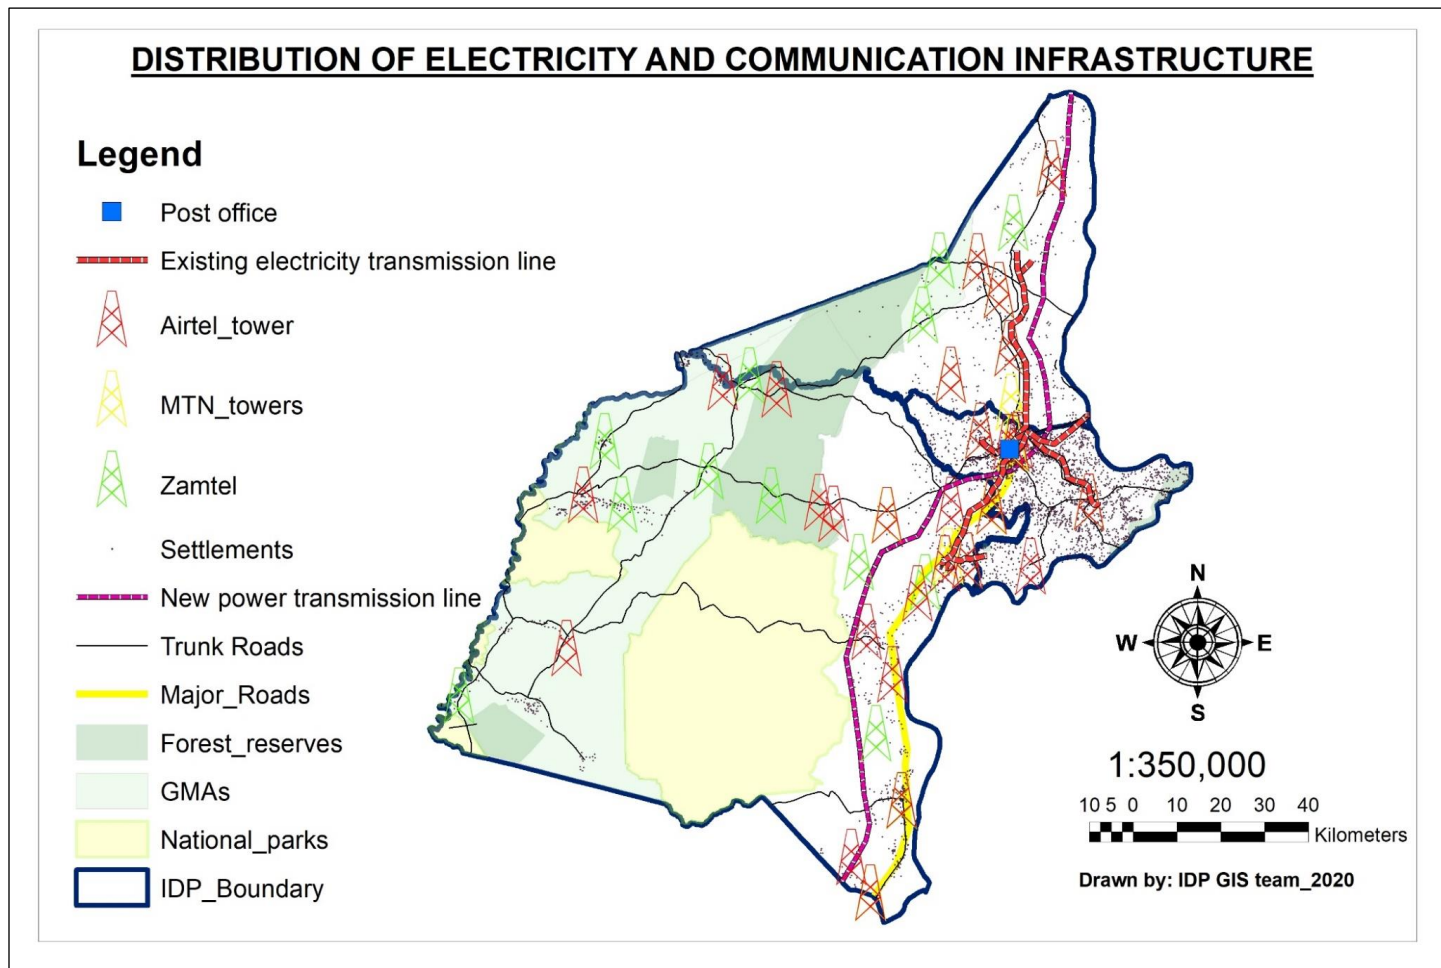 DISTRIBUTION OF ELECTRICITY AND COMMUNICATION INFRASTRUCTURE
Legend
Post office
Existing electricity transmission line
Airtel_tower
MTN_towers
Zamtel
Settlements
New power transmission line
Trunk Roads
Major_Roads
Forest_reserves
GMAs
National_parks
IDP_Boundary
N
W E
S
1:350,000
10 5 0 10 20 30 40
Kilometers
Drawn by: IDP GIS team_2020